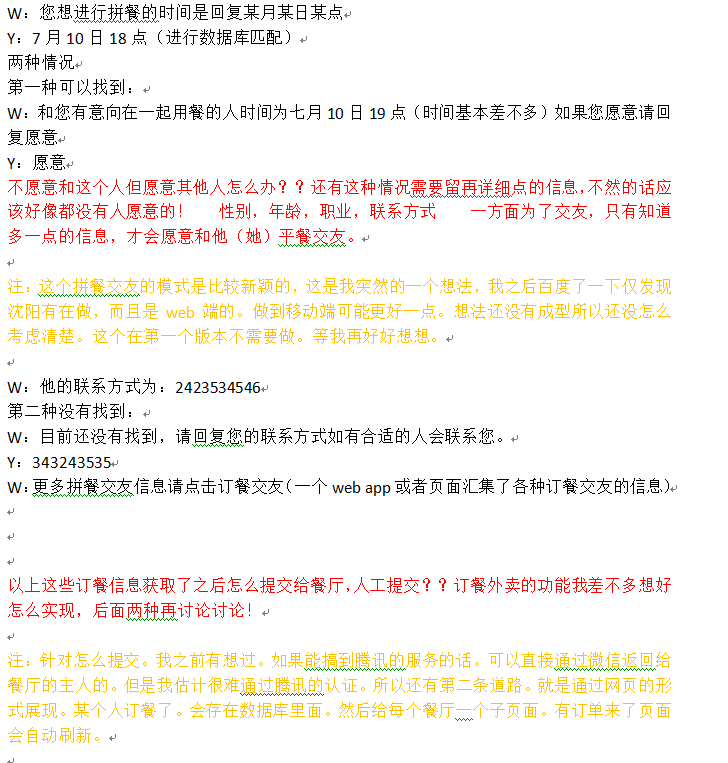 W：您想进行拼餐的时间是回复某月某日某点
Y：7月10日18点（进行数据库匹配）
两种情况
第一种可以找到：
W：和您有意向在一起用餐的人时间为七月10日19点（时间基本差不多）如果您愿意请回
复愿意
Y：愿意
不愿意和这个人但愿意其他人怎么办？？还有这种情况需要留再详细点的信息,不然的话应
该好像都没有人愿意的！ 性别，年龄，职业，联系方式 一方面为了交友，只有知道
多一点的信息，才会愿意和他（她）平餐交友。
注：这个拼餐交友的模式是比较新颖的，这是我突然的一个想法，我之后百度了一下仅发现
沈阳有在做，而且是web端的。做到移动端可能更好一点。想法还没有成型所以还没怎么
考虑清楚。这个在第一个版本不需要做。等我再好好想想。
W：他的联系方式为：2423534546
第二种没有找到：
W：目前还没有找到，请回复您的联系方式如有合适的人会联系您。
Y：343243535
W：更多拼餐交友信息请点击订餐交友(一个web app或者页面汇集了各种订餐交友的信息)
以上这些订餐信息获取了之后怎么提交给餐厅,人工提交？？订餐外卖的功能我差不多想好
怎么实现，后面两种再讨论讨论！
注：针对怎么提交。我之前有想过。如果能搞到腾讯的服务的话。可以直接通过微信返回给
餐厅的主人的。但是我估计很难通过腾讯的认证。所以还有第二条道路。就是通过网页的形
式展现。某个人订餐了。会存在数据库里面。然后给每个餐厅一个子页面。有订单来了页面
会自动刷新。